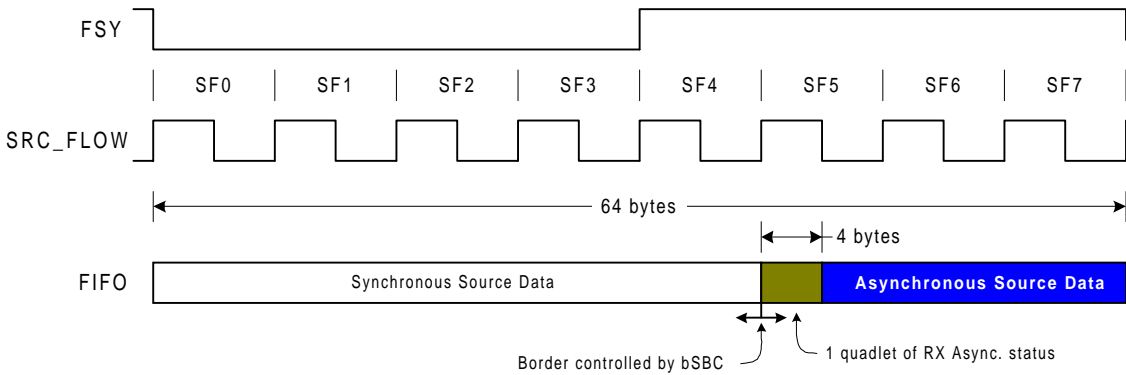 FSY
SF0 SF1 SF2 SF3 SF4 SF5 SF6 SF7
SRC_FLOW
64 bytes
4 bytes
FIFO
Synchronous Source Data
Asynchronous Source Data
Border controlled by bSBC
1 quadlet of RX Async. status